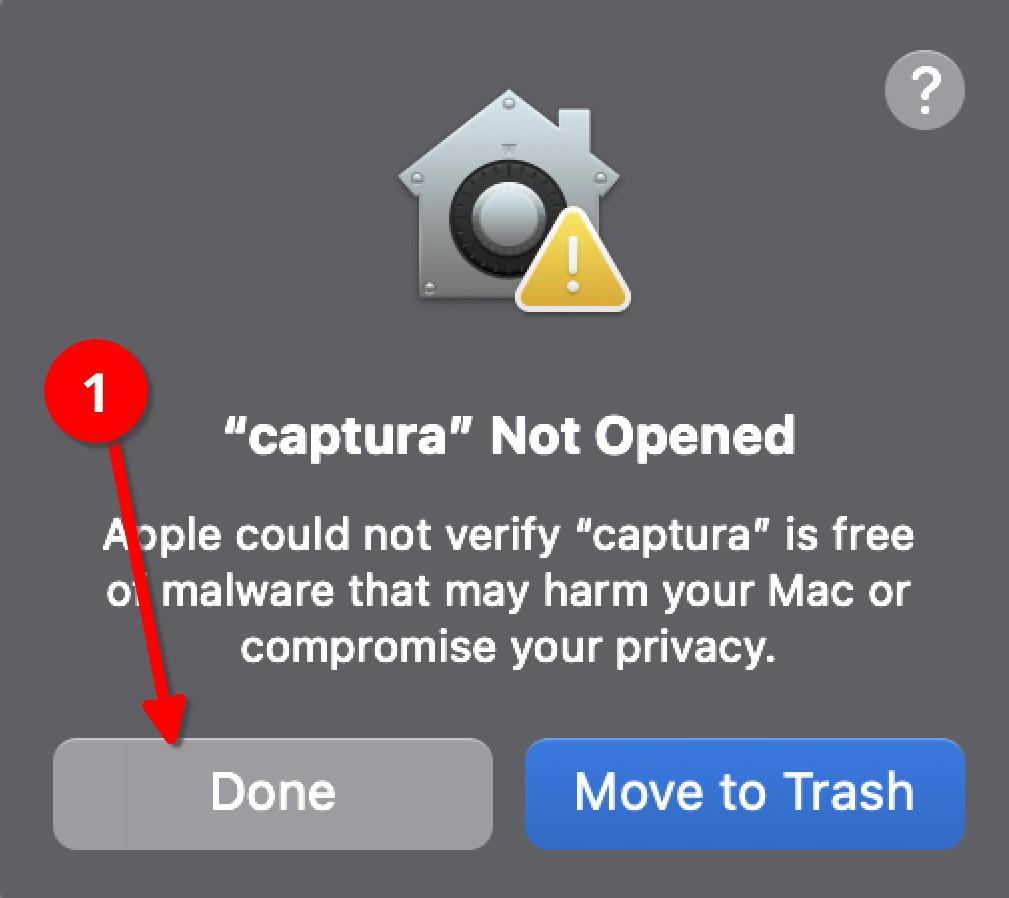 ?
1
“captura” Not Opened
Apple could not verify “captura” is free
of malware that may harm your Mac or
compromise your privacy.
Done
Move to Trash